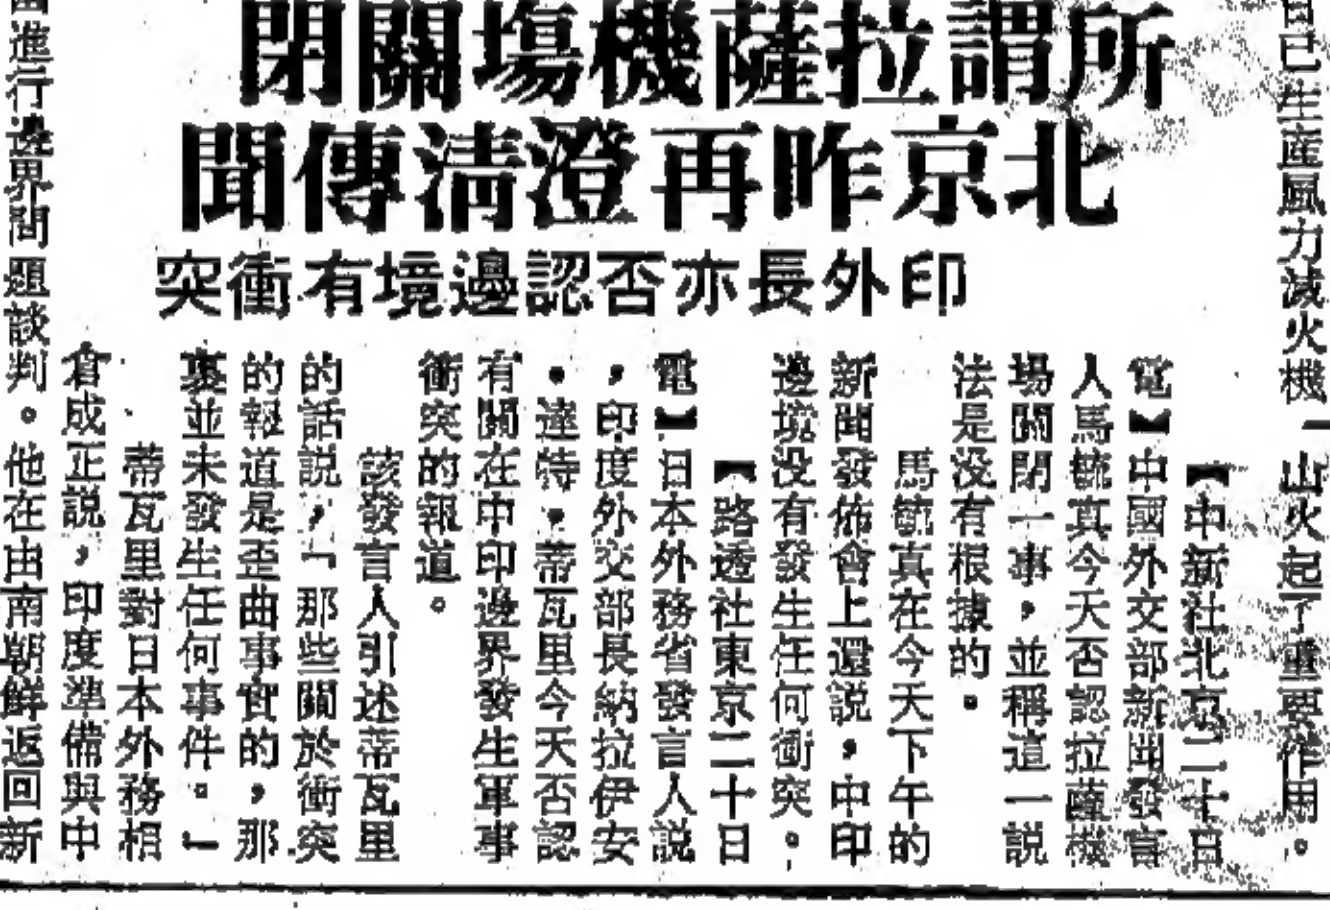 所謂拉薩機場關閉
北京昨再澄清傳聞
印外長亦否認邊境有衝突
自己生産風力滅火機「山火起了重要作用。
【中新社北京二十日
電】中國外交部新聞發言
人馬毓真今天否認拉薩機
場關閉一事，並稱道一説
法是没有根據的。
馬毓真在今天下午的
新聞發佈會上還説，中印
邊境没有發生任何衝突。
【路透社東京二十日
電】日本外務省發言人説
，印度外交部長納拉伊安
・達特・蒂瓦里今天否認
有關在中印邊界發生軍事
衝突的報道。
該發言人引述蒂瓦里
的話説，「那些關於衝突
的報道是歪曲事實的，那
裏並未發生任何事件。」
蒂瓦里對日本外務相
倉成正説，印度準備與中
進行邊界問題談判。他在由南朝鮮返回新